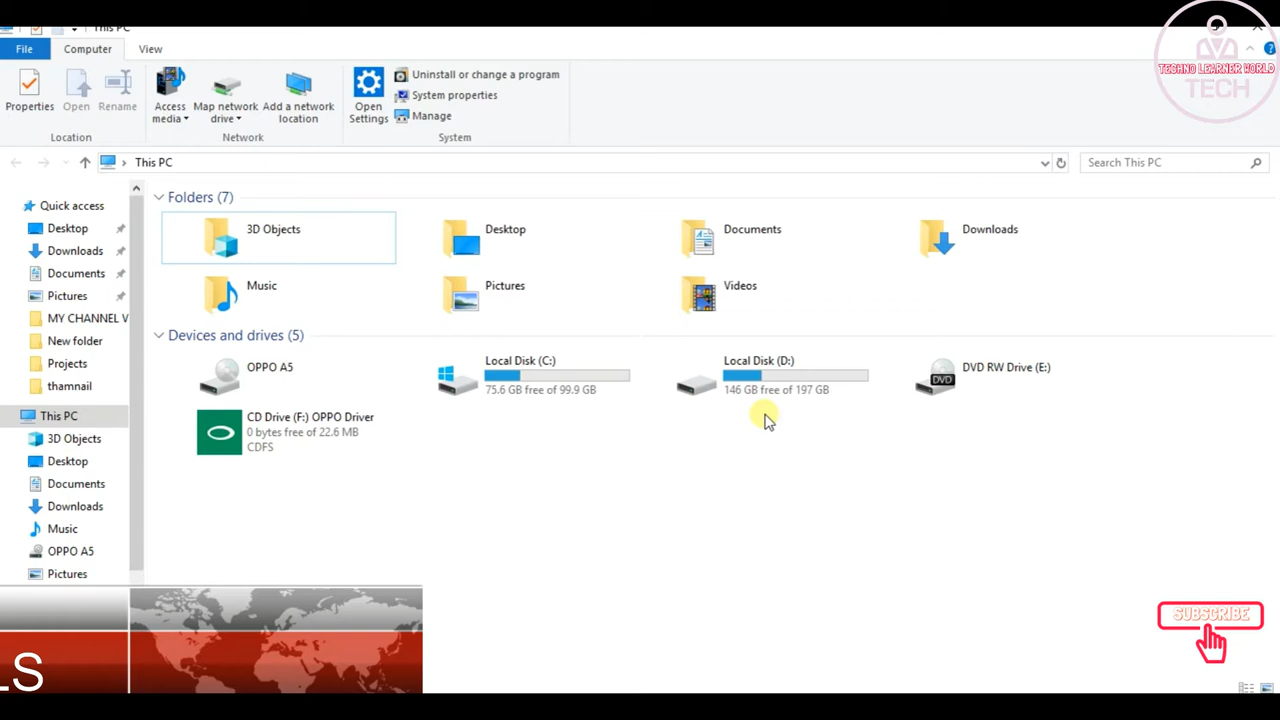 This PC
File
Computer
View
Properties
Open
Rename
Access media
Map network drive
Add a network location
Open Settings
Uninstall or change a program
System properties
Manage
Location
Network
System
TECHNO LEARNER WORLD
TECH
This PC
Search This PC
Quick access
Desktop
Downloads
Documents
Pictures
MY CHANNEL V
New folder
Projects
thamnail
This PC
3D Objects
Desktop
Documents
Downloads
Music
OPPO A5
Pictures
Folders (7)
3D Objects
Desktop
Documents
Downloads
Music
Pictures
Videos
Devices and drives (5)
OPPO A5
Local Disk (C:)
75.6 GB free of 99.9 GB
Local Disk (D:)
146 GB free of 197 GB
DVD
DVD RW Drive (E:)
CD Drive (F:) OPPO Driver
0 bytes free of 22.6 MB
CDFS
LS
SUBSCRIBE